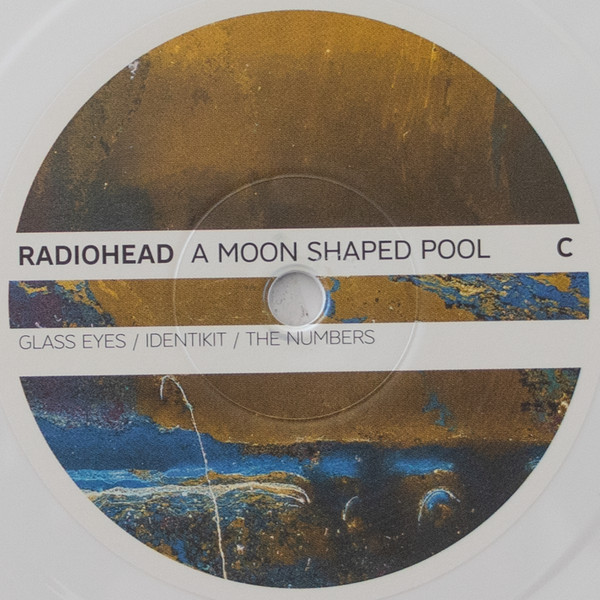 RADIOHEAD A MOON SHAPED POOL C
GLASS EYES / IDENTIKIT / THE NUMBERS